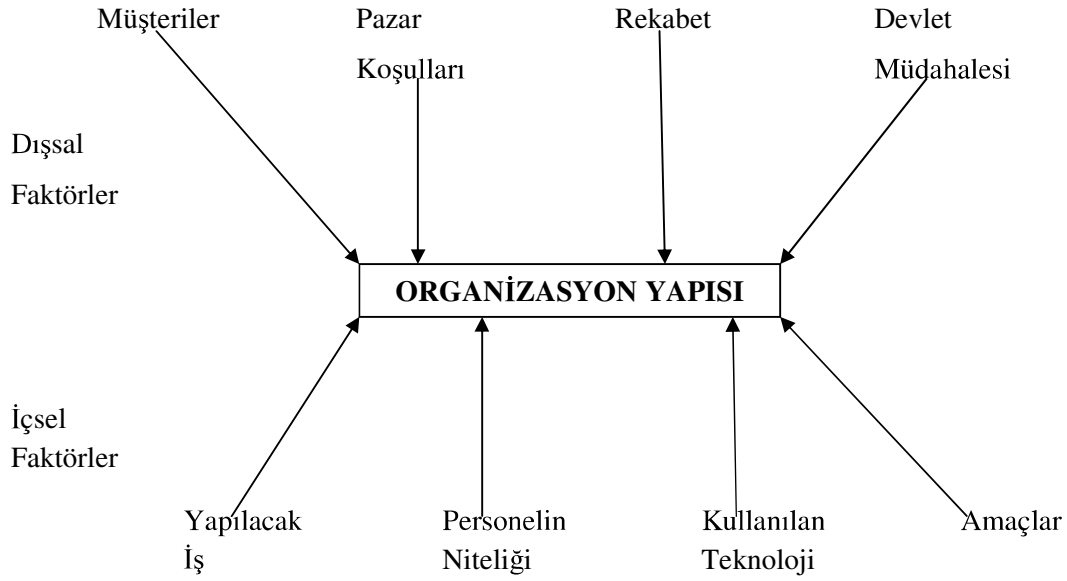 Müşteriler
Pazar
Koşulları
Rekabet
Devlet
Müdahalesi
Dışsal
Faktörler
ORGANİZASYON YAPISI
İçsel
Faktörler
Yapılacak
İş
Personelin
Niteliği
Kullanılan
Teknoloji
Amaçlar